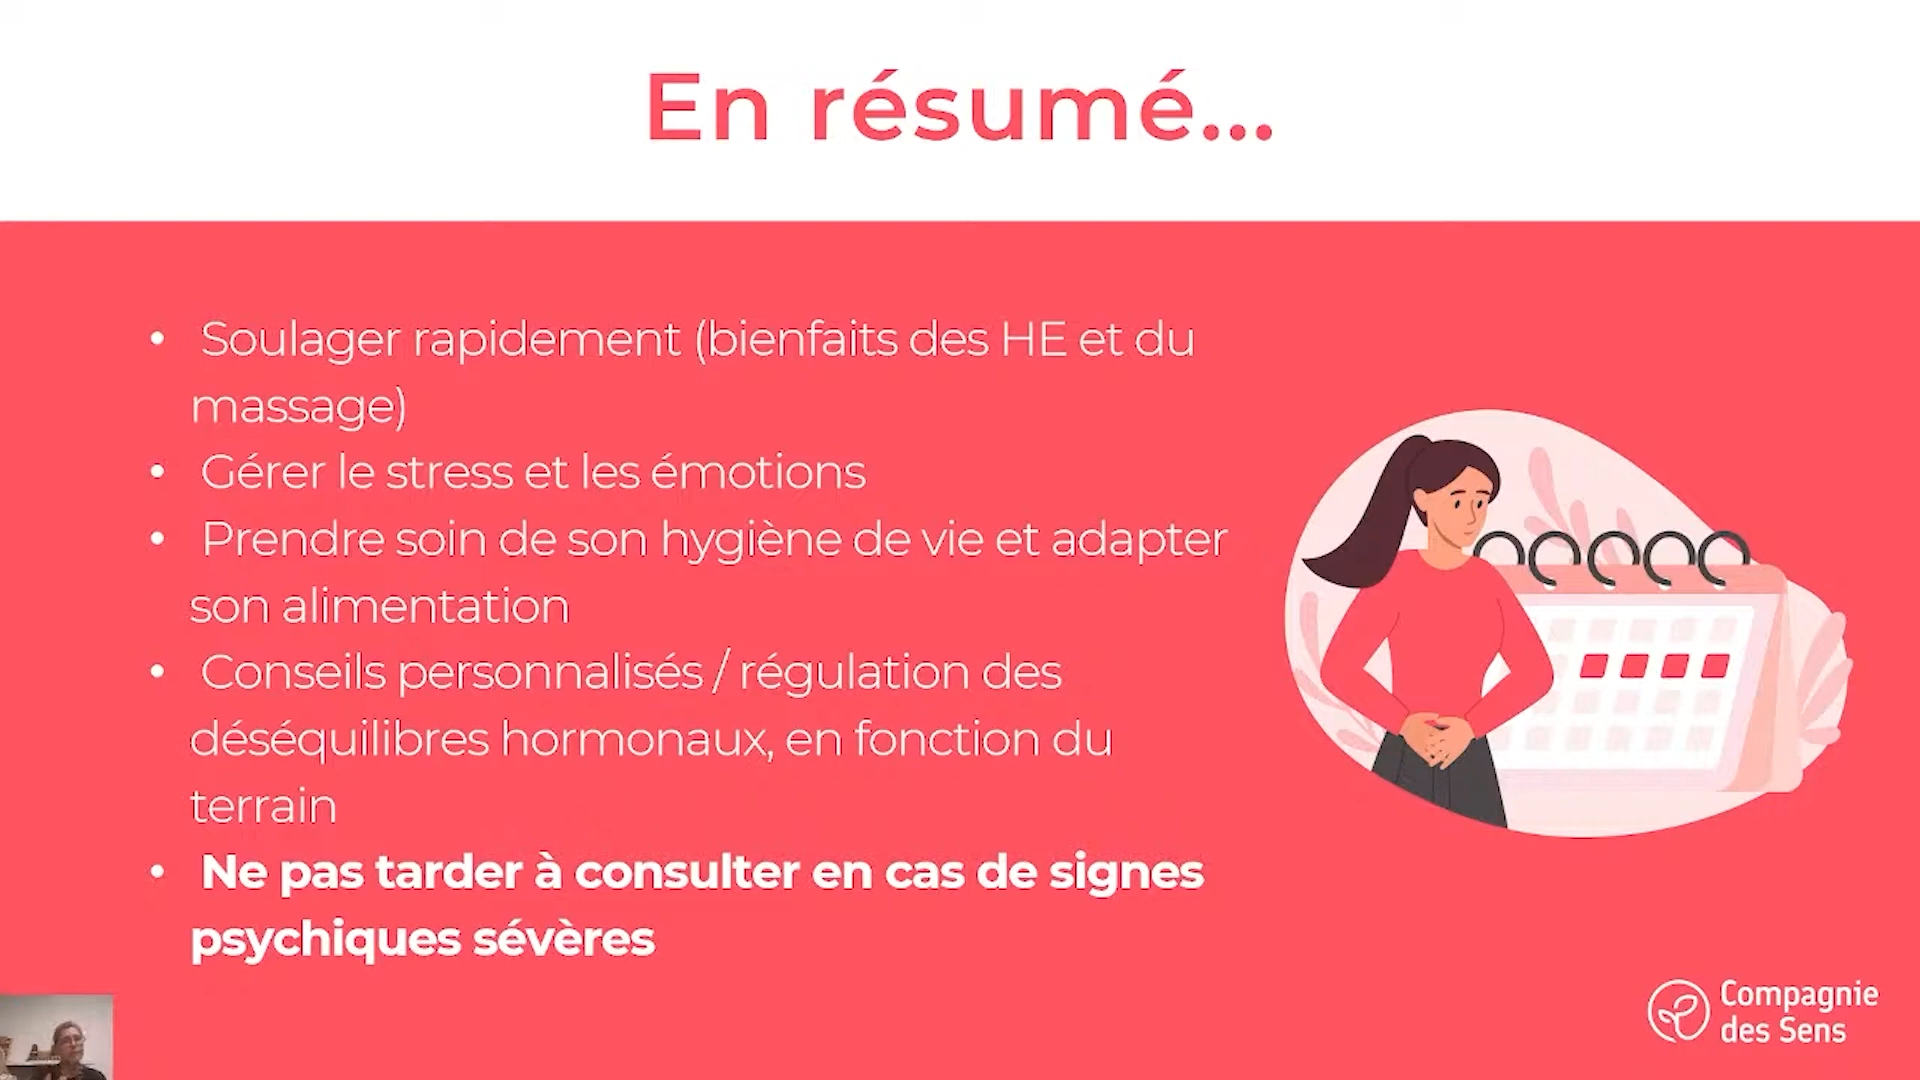 En résumé...
• Soulager rapidement (bienfaits des HE et du
massage)
• Gérer le stress et les émotions
• Prendre soin de son hygiène de vie et adapter
son alimentation
• Conseils personnalisés / régulation des
déséquilibres hormonaux, en fonction du
terrain
• Ne pas tarder à consulter en cas de signes
psychiques sévères
Compagnie
des Sens